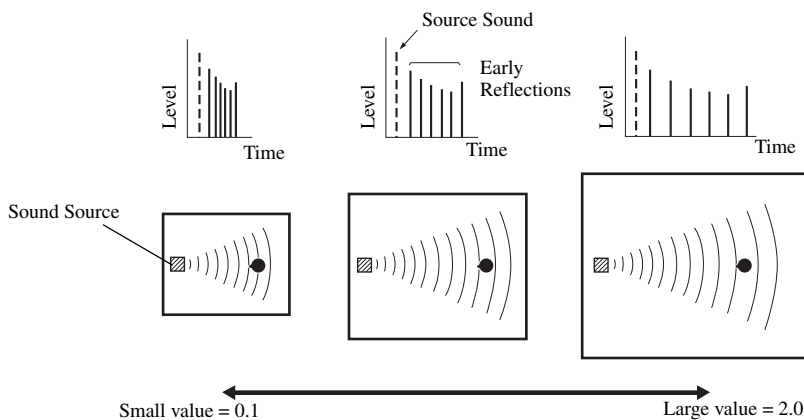 Source Sound
Early
Reflections
Level
Time
Level
Time
Level
Time
Sound Source
Small value = 0.1
Large value = 2.0